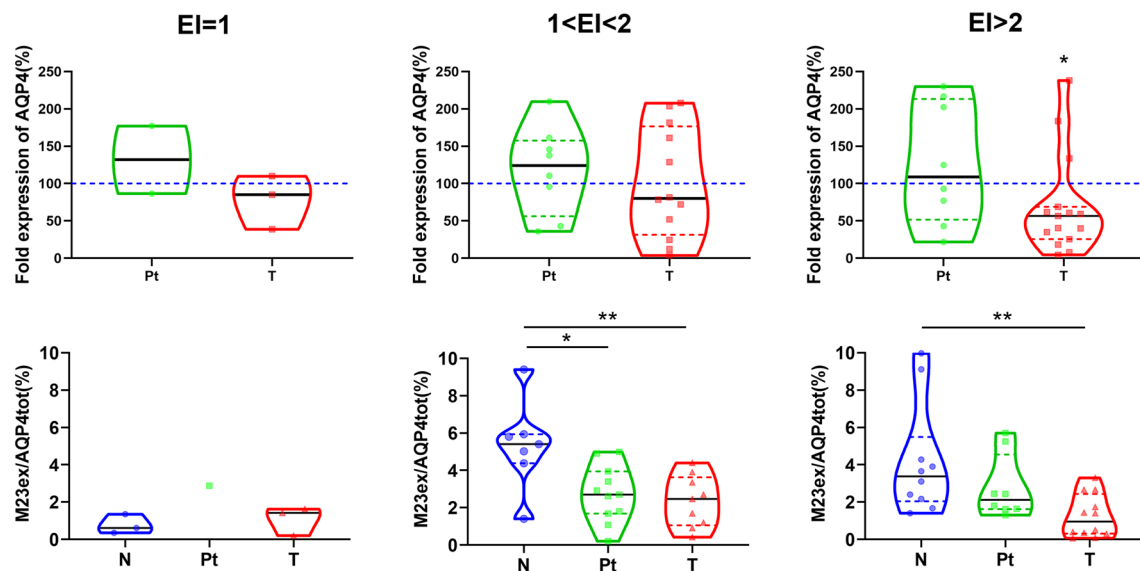 EI=1
1<EI<2
EI>2
Fold expression of AQP4(%)
250
200
150
100
50
0
Pt
T
Fold expression of AQP4(%)
250
200
150
100
50
0
Pt
T
Fold expression of AQP4(%)
250
200
150
100
50
0
*
Pt
T
M23ex/AQP4tot(%)
10
8
6
4
2
0
N
Pt
T
M23ex/AQP4tot(%)
10
8
6
4
2
0
**
*
N
Pt
T
M23ex/AQP4tot(%)
10
8
6
4
2
0
**
N
Pt
T